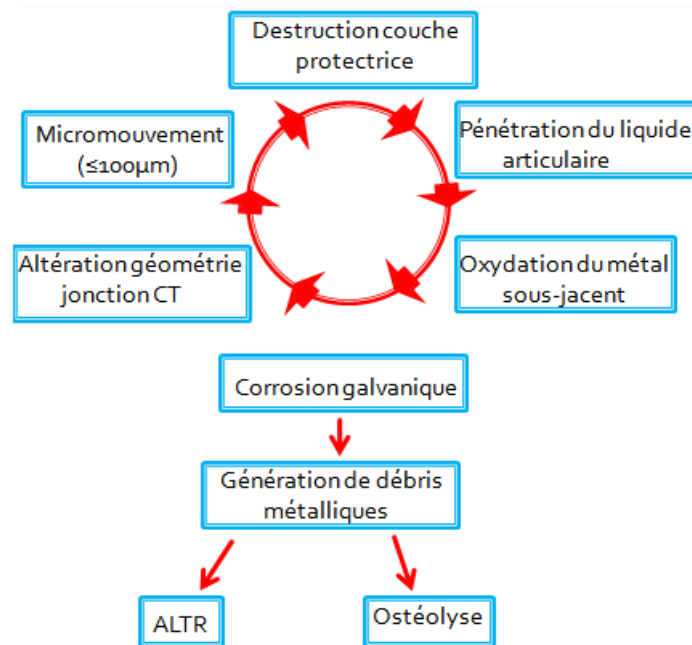 Destruction couche
protectrice
Micromouvement
(≤100µm)
Pénétration du liquide
articulaire
Altération géométrie
jonction CT
Oxydation du métal
sous-jacent
Corrosion galvanique
Génération de débris
métalliques
ALTR
Ostéolyse